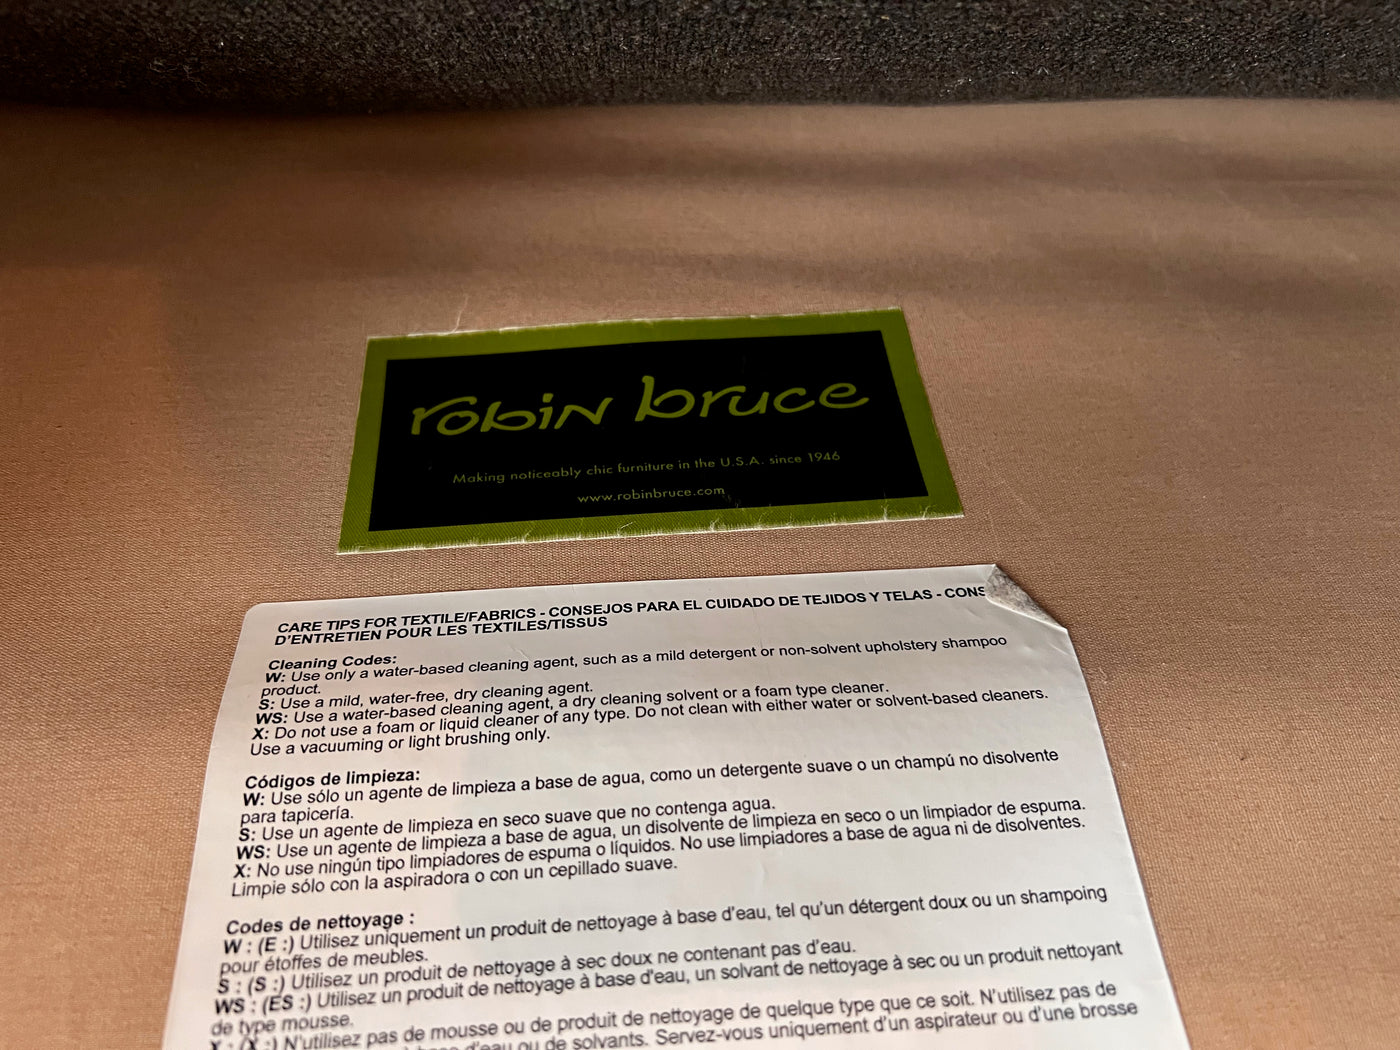 robin bruce
Making noticeably chic furniture in the U.S.A. since 1946
www.robinbruce.com
CARE TIPS FOR TEXTILE/FABRICS - CONSEJOS PARA EL CUIDADO DE TEJIDOS Y TELAS - CONS
D'ENTRETIEN POUR LES TEXTILES/TISSUS
Cleaning Codes:
W: Use only a water-based cleaning agent, such as a mild detergent or non-solvent upholstery shampoo
product.
S: Use a mild, water-free, dry cleaning agent.
WS: Use a water-based cleaning agent, a dry cleaning solvent or a foam type cleaner.
X: Do not use a foam or liquid cleaner of any type. Do not clean with either water or solvent-based cleaners.
Use a vacuuming or light brushing only.
Códigos de limpieza:
W: Use sólo un agente de limpieza a base de agua, como un detergente suave o un champú no disolvente
para tapicería.
S: Use un agente de limpieza en seco suave que no contenga agua.
WS: Use un agente de limpieza a base de agua, un disolvente de limpieza en seco o un limpiador de espuma.
X: No use ningún tipo limpiadores de espuma o líquidos. No use limpiadores a base de agua ni de disolventes.
Limpie sólo con la aspiradora o con un cepillado suave.
Codes de nettoyage :
W : (E :) Utilisez uniquement un produit de nettoyage à base d'eau, tel qu'un détergent doux ou un shampoing
pour étoffes de meubles.
S : (S :) Utilisez un produit de nettoyage à sec doux ne contenant pas d'eau.
WS : (ES :) Utilisez un produit de nettoyage à base d'eau, un solvant de nettoyage à sec ou un produit nettoyant
de type mousse.
X : (X :) N'utilisez pas de mousse ou de produit de nettoyage de quelque type que ce soit. N'utilisez pas de
base d'eau ou de solvants. Servez-vous uniquement d'un aspirateur ou d'une brosse